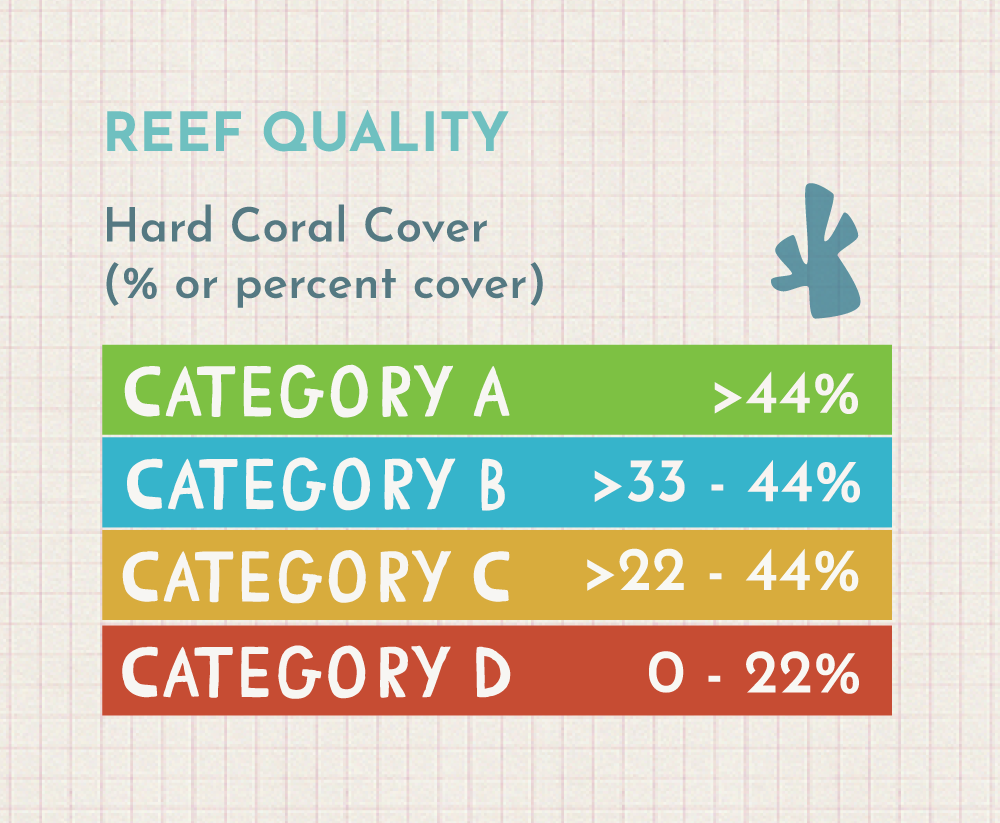 REEF QUALITY
Hard Coral Cover
(% or percent cover)
CATEGORY A >44%
CATEGORY B >33 - 44%
CATEGORY C >22 - 44%
CATEGORY D 0 - 22%